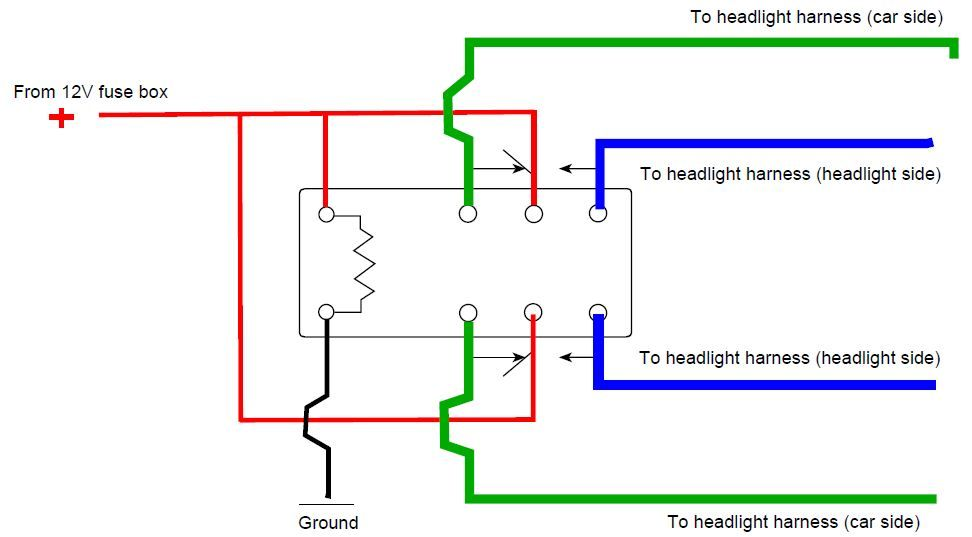 To headlight harness (car side)
From 12V fuse box
+
To headlight harness (headlight side)
To headlight harness (headlight side)
Ground
To headlight harness (car side)